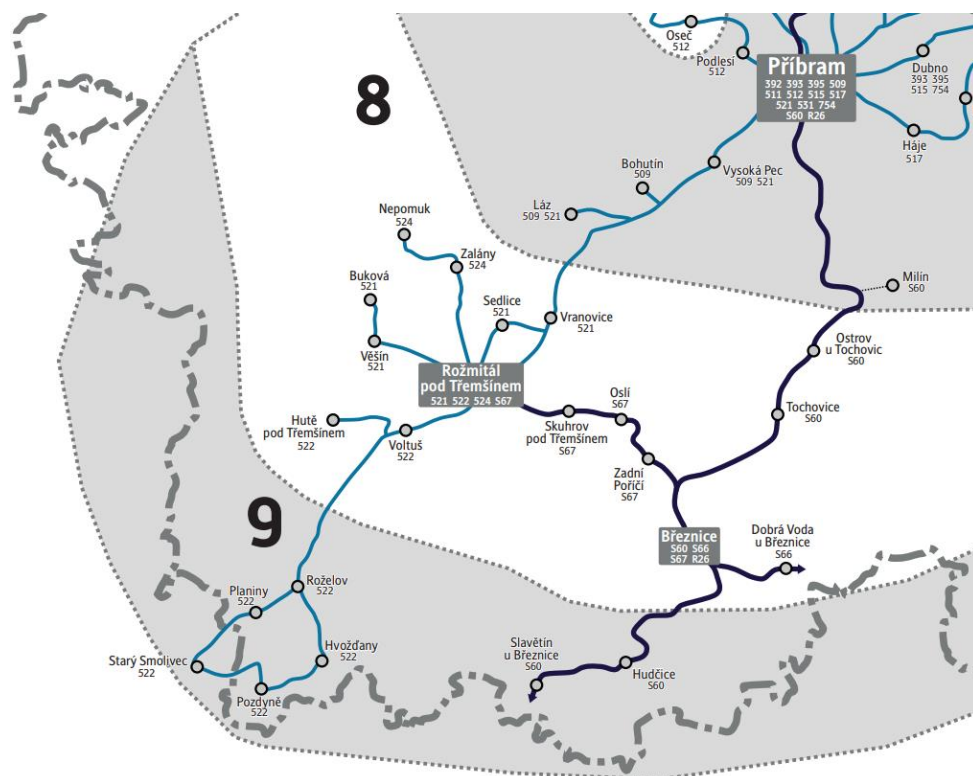 Oseč
512
Podlesí
512
Příbram
392 393 395 509
511 512 515 517
521 531 754
S60 R26
Dubno
393 395
515 754
Háje
517
8
Bohutín
509
Vysoká Pec
509 521
Láz
509 521
Nepomuk
524
Zalány
524
Buková
521
Sedlice
521
Vranovice
521
Milín
S60
Věšín
521
Ostrov
u Tochovic
S60
Rožmitál
pod Třemšínem
521 522 524 S67
Oslí
S67
Tochovice
S60
Hutě
pod Třemšínem
522
Voltuš
522
Skuhrov
pod Třemšínem
S67
Zadní
Poříčí
S67
9
Březnice
S60 S66
S67 R26
Dobrá Voda
u Březnice
S66
Roželov
522
Planiny
522
Starý Smolivec
522
Hvožďany
522
Pozdyně
522
Slavětín
u Březnice
S60
Hudčice
S60